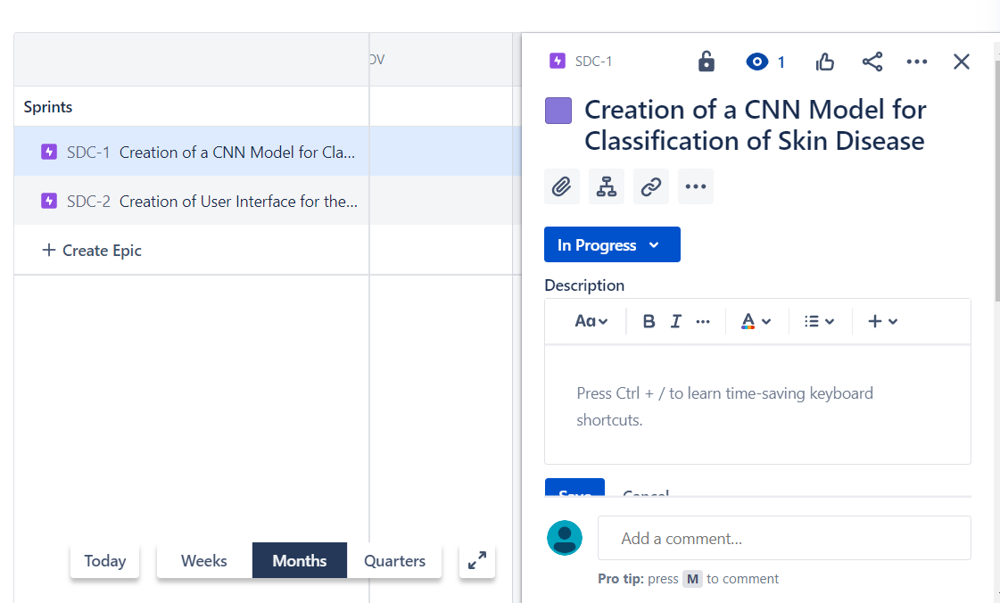 OV
Sprints
SDC-1 Creation of a CNN Model for Cla...
SDC-2 Creation of User Interface for the...
+ Create Epic
Today
Weeks
Months
Quarters
SDC-1
1
Creation of a CNN Model for
Classification of Skin Disease
In Progress
Description
Aa
B I ... A
Press Ctrl + / to learn time-saving keyboard
shortcuts.
Save Cancel
Add a comment...
Pro tip: press M to comment